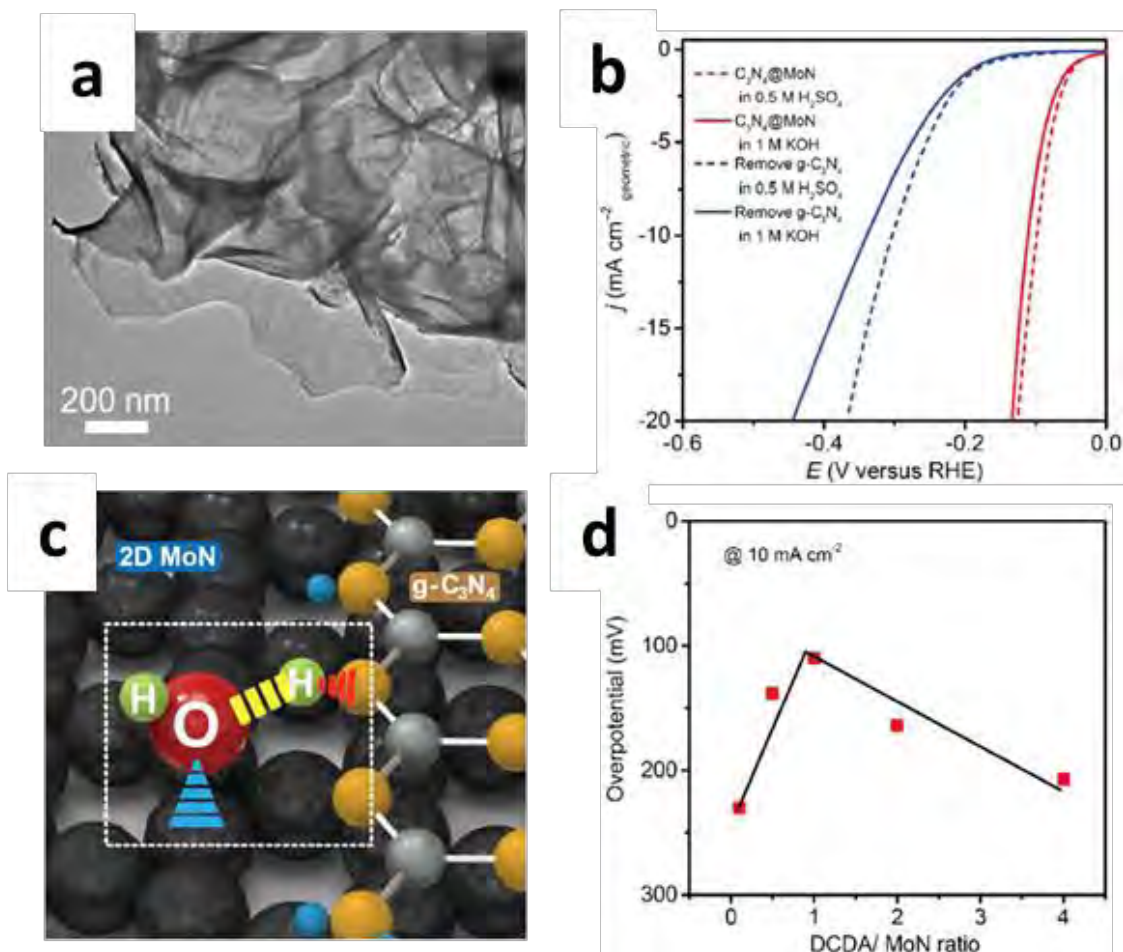 a
200 nm
b
0
-5
-10
-15
-20
j (mA cm⁻² geometric)
C₃N₄@MoN
in 0.5 M H₂SO₄
C₃N₄@MoN
in 1 M KOH
Remove g-C₃N₄
in 0.5 M H₂SO₄
Remove g-C₃N₄
in 1 M KOH
-0.6 -0.4 -0.2 0.0
E (V versus RHE)
c
2D MoN
g-C₃N₄
H O H
d
@ 10 mA cm⁻²
0
100
200
300
Overpotential (mV)
0 1 2 3 4
DCDA/ MoN ratio